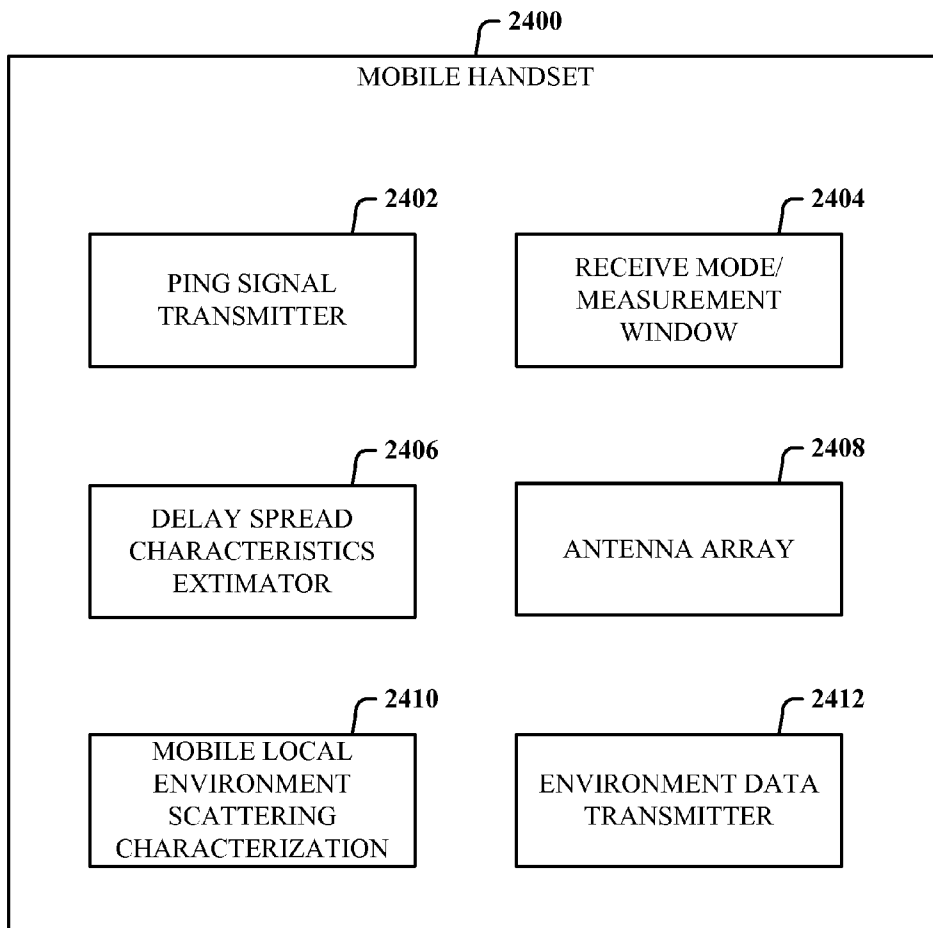 2400
MOBILE HANDSET
2402
PING SIGNAL
TRANSMITTER
2404
RECEIVE MODE/
MEASUREMENT
WINDOW
2406
DELAY SPREAD
CHARACTERISTICS
EXTIMATOR
2408
ANTENNA ARRAY
2410
MOBILE LOCAL
ENVIRONMENT
SCATTERING
CHARACTERIZATION
2412
ENVIRONMENT DATA
TRANSMITTER